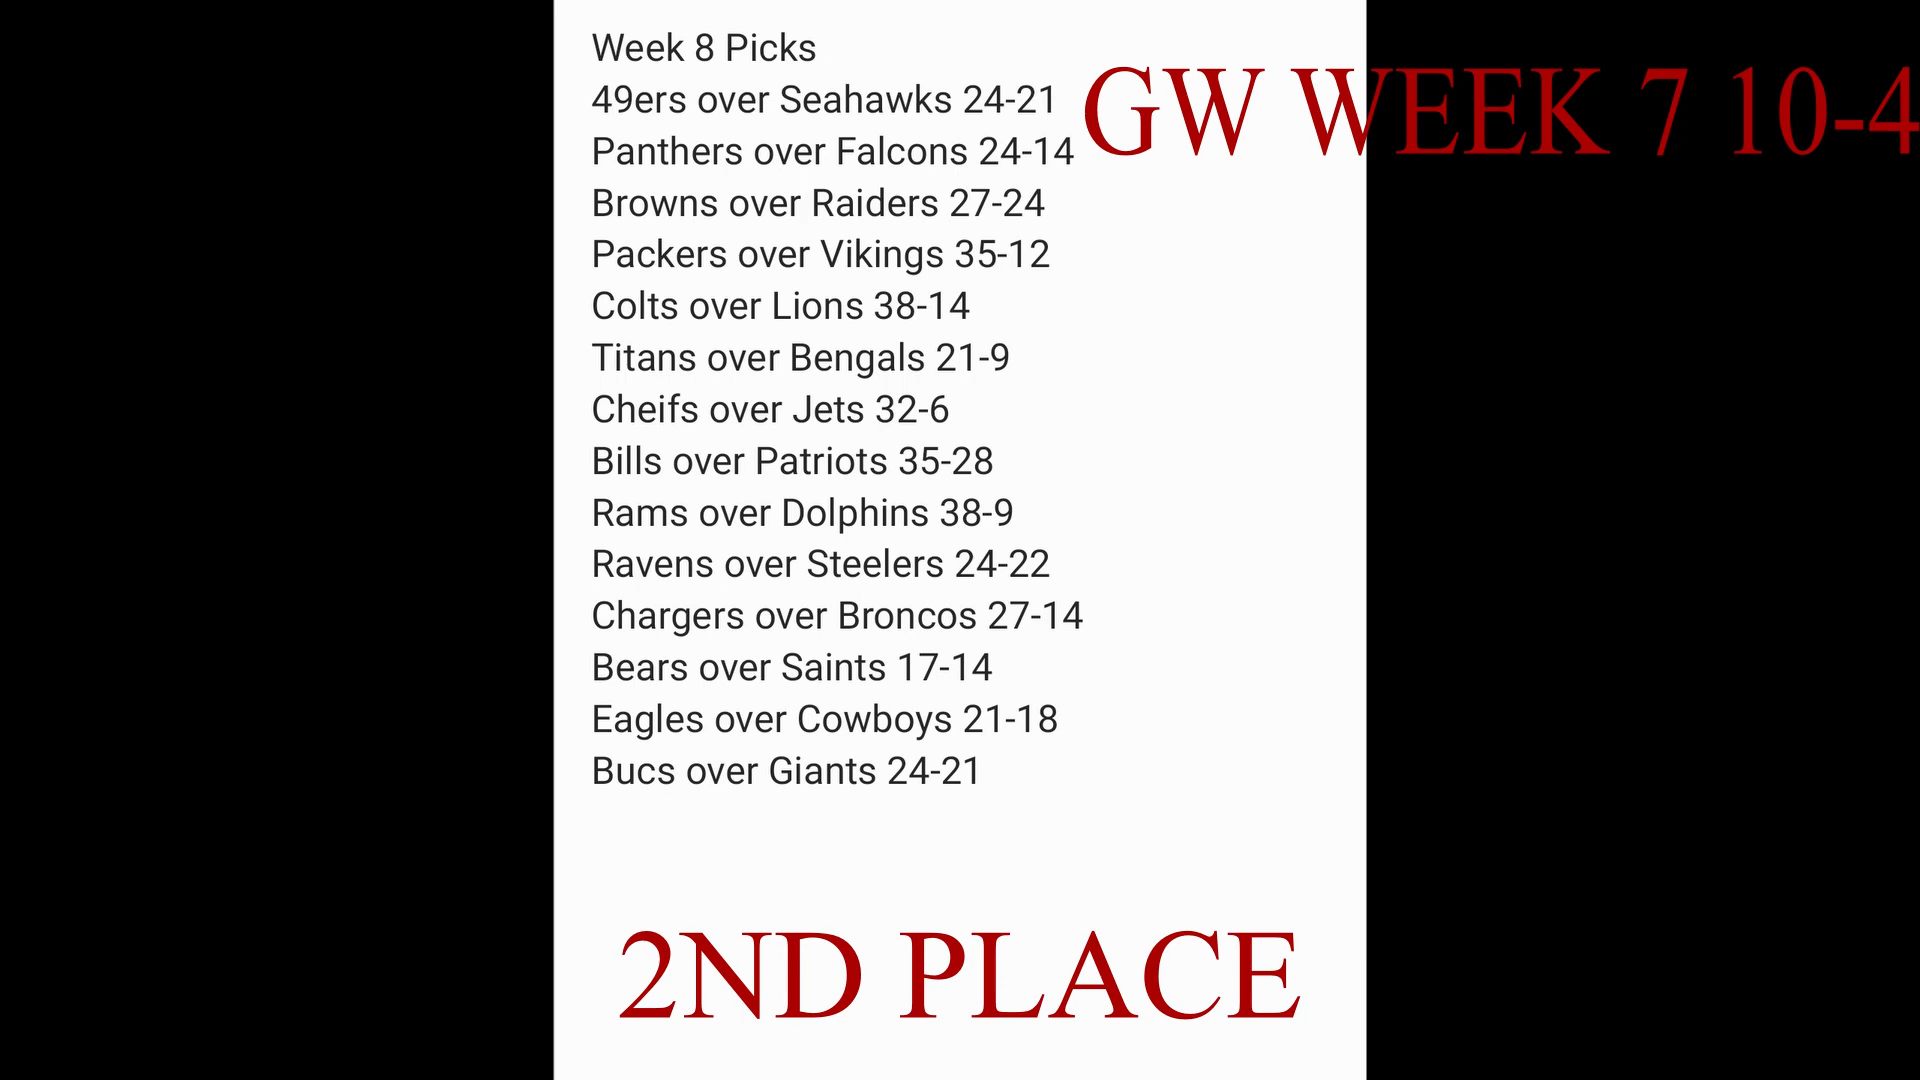 Week 8 Picks
49ers over Seahawks 24-21
GW WEEK 7 10-4
Panthers over Falcons 24-14
Browns over Raiders 27-24
Packers over Vikings 35-12
Colts over Lions 38-14
Titans over Bengals 21-9
Cheifs over Jets 32-6
Bills over Patriots 35-28
Rams over Dolphins 38-9
Ravens over Steelers 24-22
Chargers over Broncos 27-14
Bears over Saints 17-14
Eagles over Cowboys 21-18
Bucs over Giants 24-21
2ND PLACE